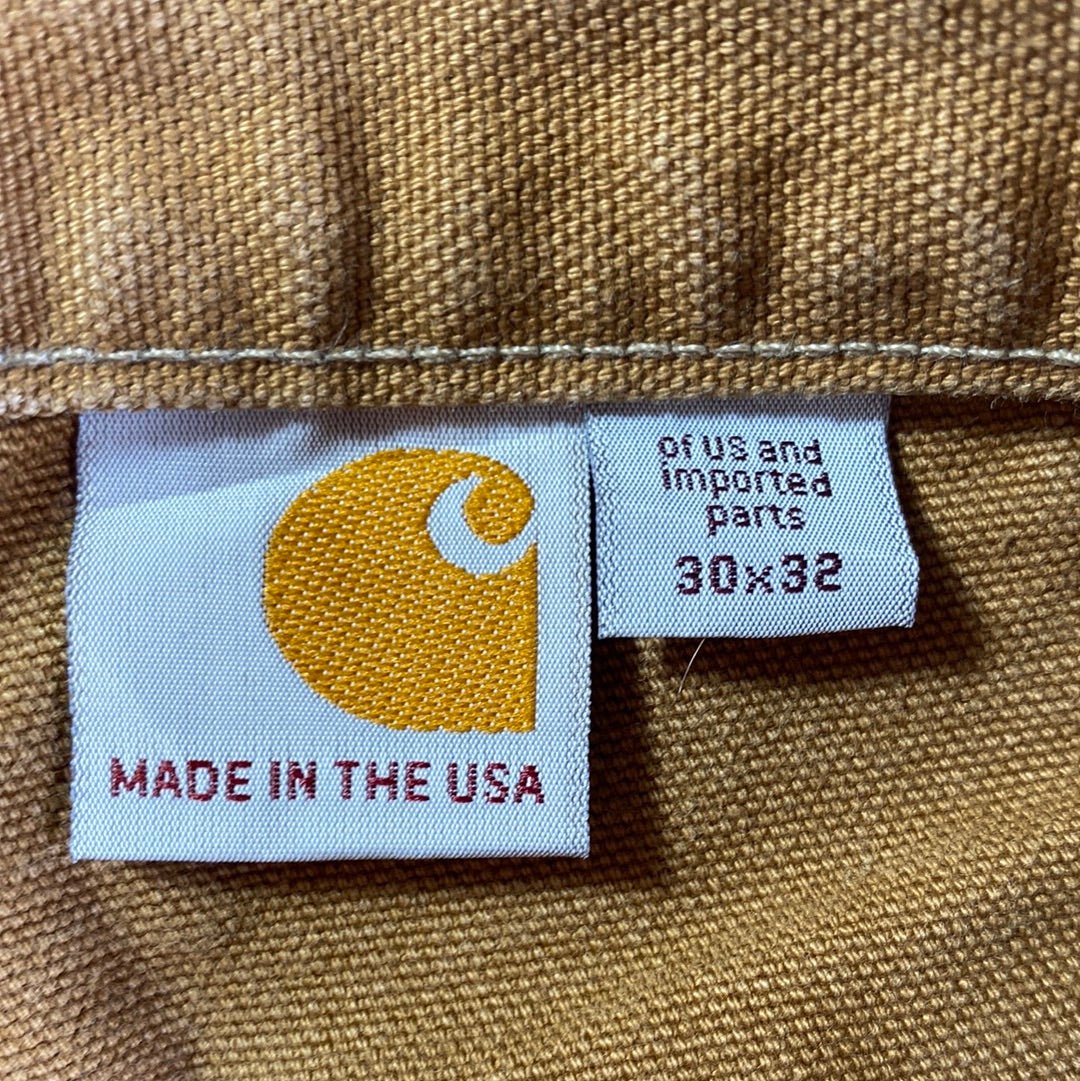 MADE IN THE USA
of US and
imported
parts
30x32